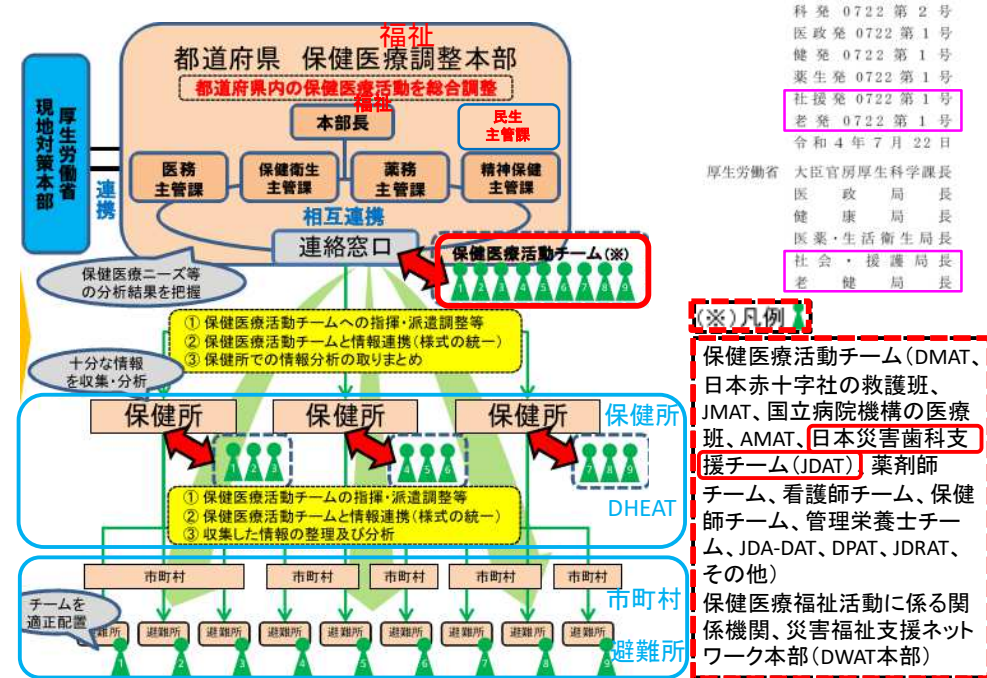 福祉
都道府県 保健医療調整本部
都道府県内の保健医療活動を総合調整
福祉
本部長
民生
主管課
医務
主管課
保健衛生
主管課
薬務
主管課
精神保健
主管課
相互連携
連絡窓口
厚生労働省
現地対策本部
連携
保健医療活動チーム(※)
1 2 3 4 5 6 7 8 9
保健医療ニーズ等
の分析結果を把握
① 保健医療活動チームへの指揮・派遣調整等
② 保健医療活動チームと情報連携(様式の統一)
③ 保健所での情報分析の取りまとめ
十分な情報
を収集・分析
保健所 保健所 保健所 保健所
1 2 3 4 5 6 7 8 9
① 保健医療活動チームの指揮・派遣調整等
② 保健医療活動チームと情報連携(様式の統一)
③ 収集した情報の整理及び分析
DHEAT
市町村 市町村 市町村 市町村 市町村
市町村
チームを
適正配置
難所 避難所 避難所 避難所 避難所 避難所 避難所 避難所 避難所
1 2 3 4 5 6 7 8 9
避難所
科発 0722 第 2 号
医政発 0722 第 1 号
健発 0722 第 1 号
薬生発 0722 第 1 号
社援発 0722 第 1 号
老発 0722 第 1 号
令和 4 年 7 月 22 日
厚生労働省 大臣官房厚生科学課長
医政局長
健康局長
医薬・生活衛生局長
社会・援護局長
老健局長
(※)凡例
保健医療活動チーム(DMAT、
日本赤十字社の救護班、
JMAT、国立病院機構の医療
班、AMAT、日本災害歯科支
援チーム(JDAT)、薬剤師
チーム、看護師チーム、保健
師チーム、管理栄養士チー
ム、JDA-DAT、DPAT、JDRAT、
その他)
保健医療福祉活動に係る関
係機関、災害福祉支援ネット
ワーク本部(DWAT本部)